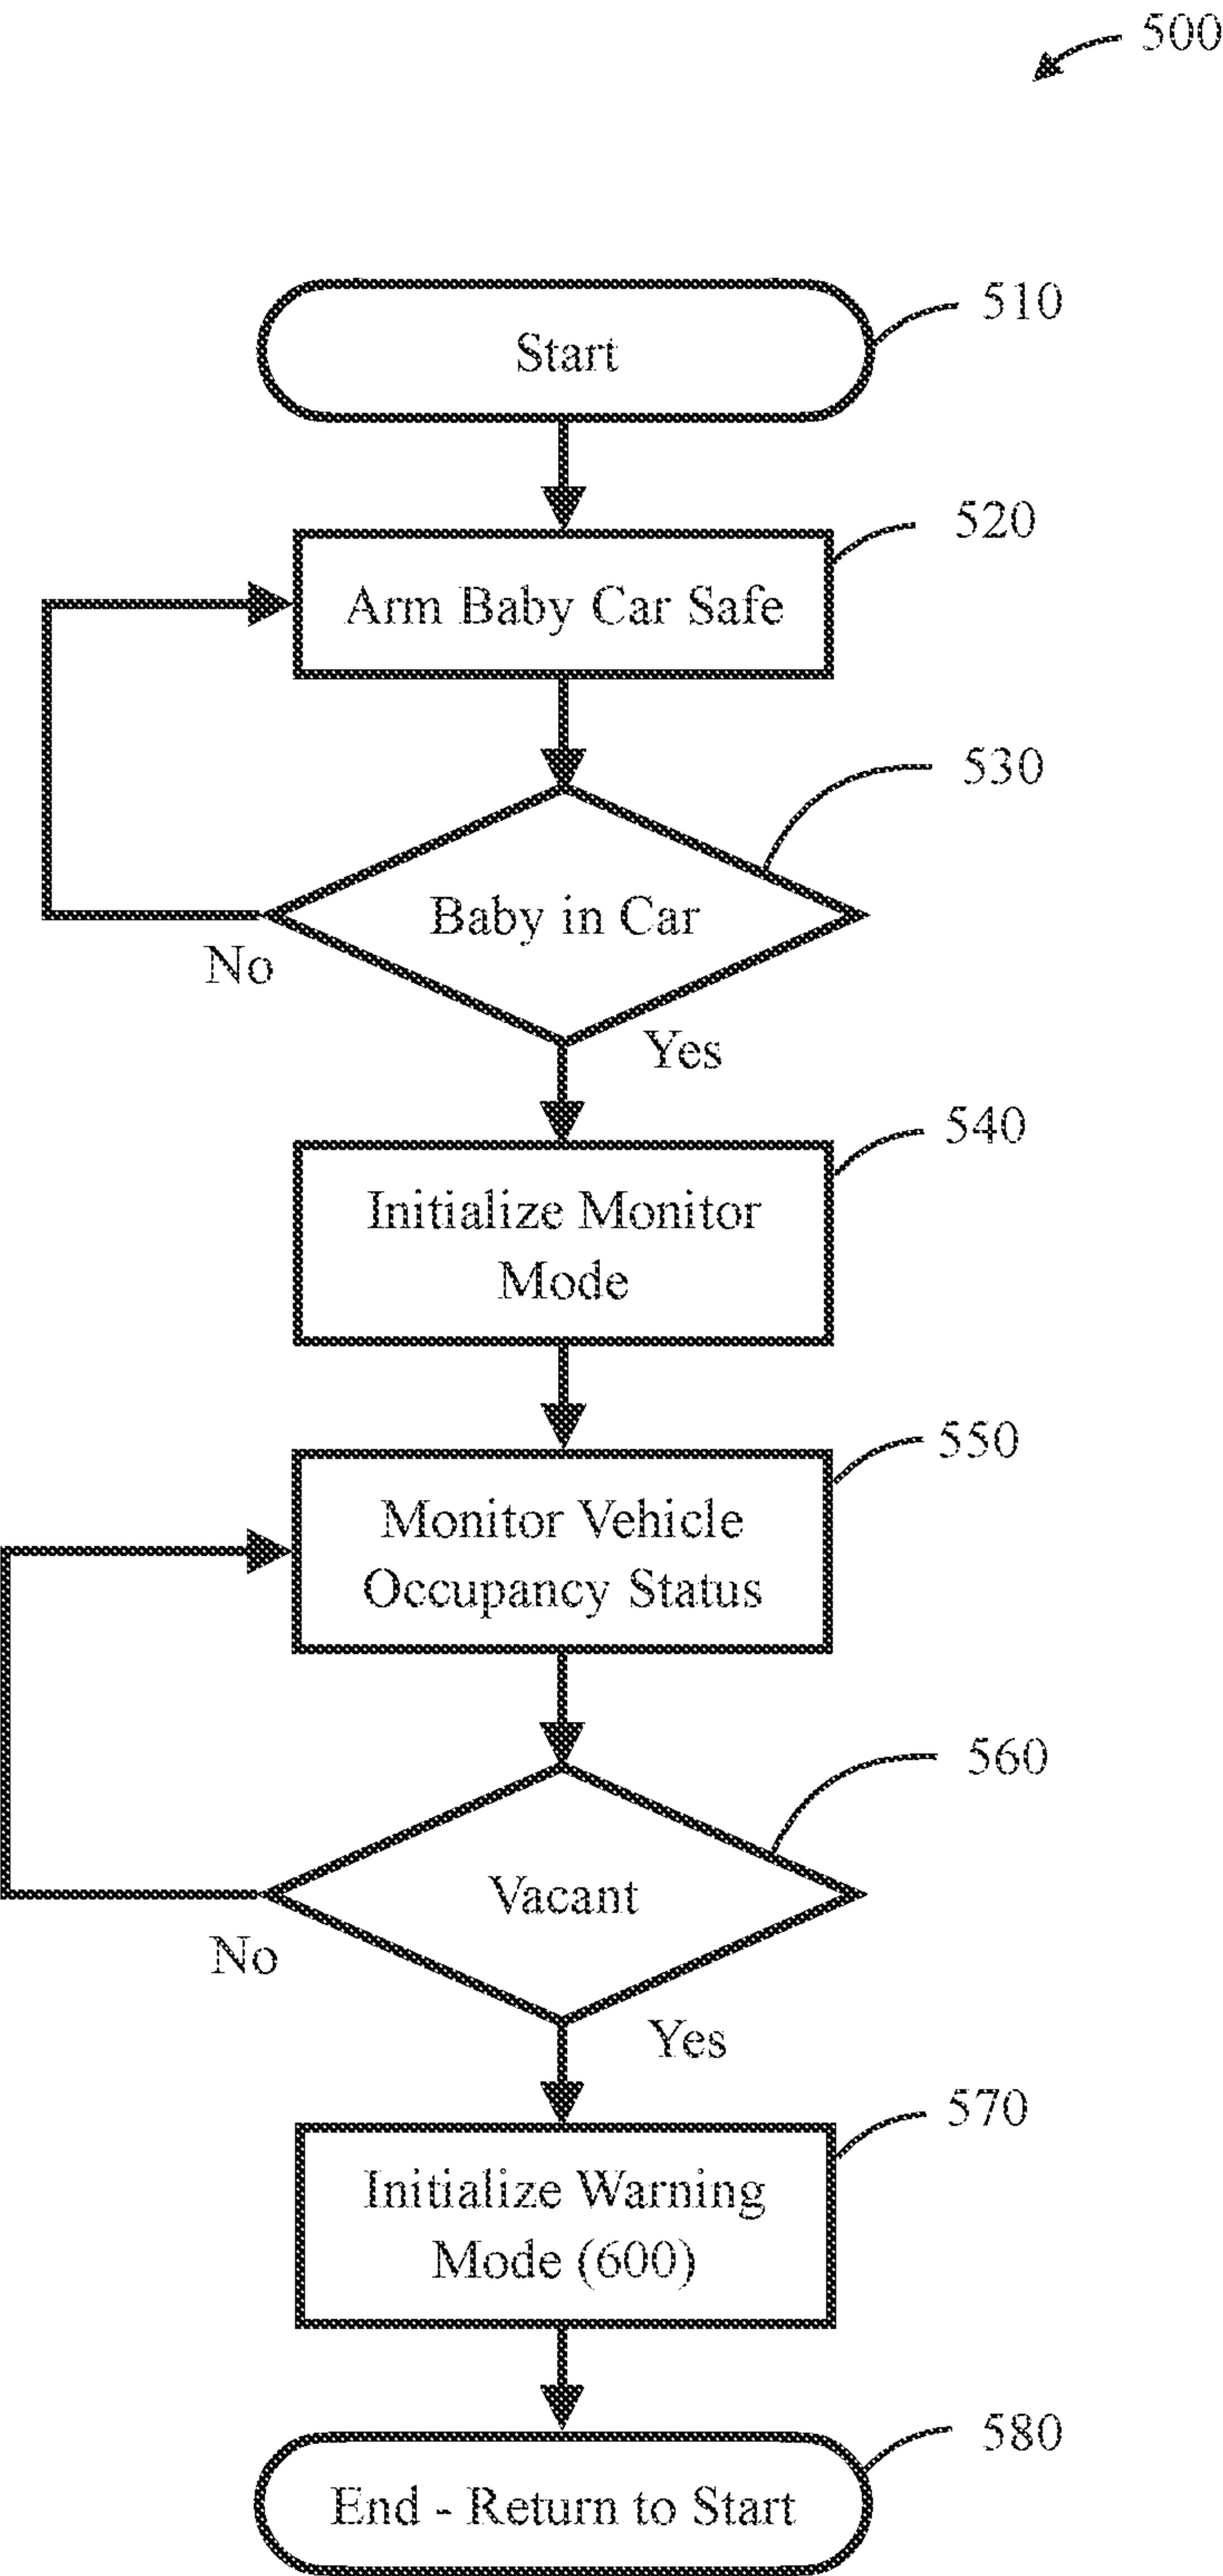 500
Start
510
Arm Baby Car Safe
520
Baby in Car
530
No
Yes
Initialize Monitor
Mode
540
Monitor Vehicle
Occupancy Status
550
Vacant
560
No
Yes
Initialize Warning
Mode (600)
570
End - Return to Start
580